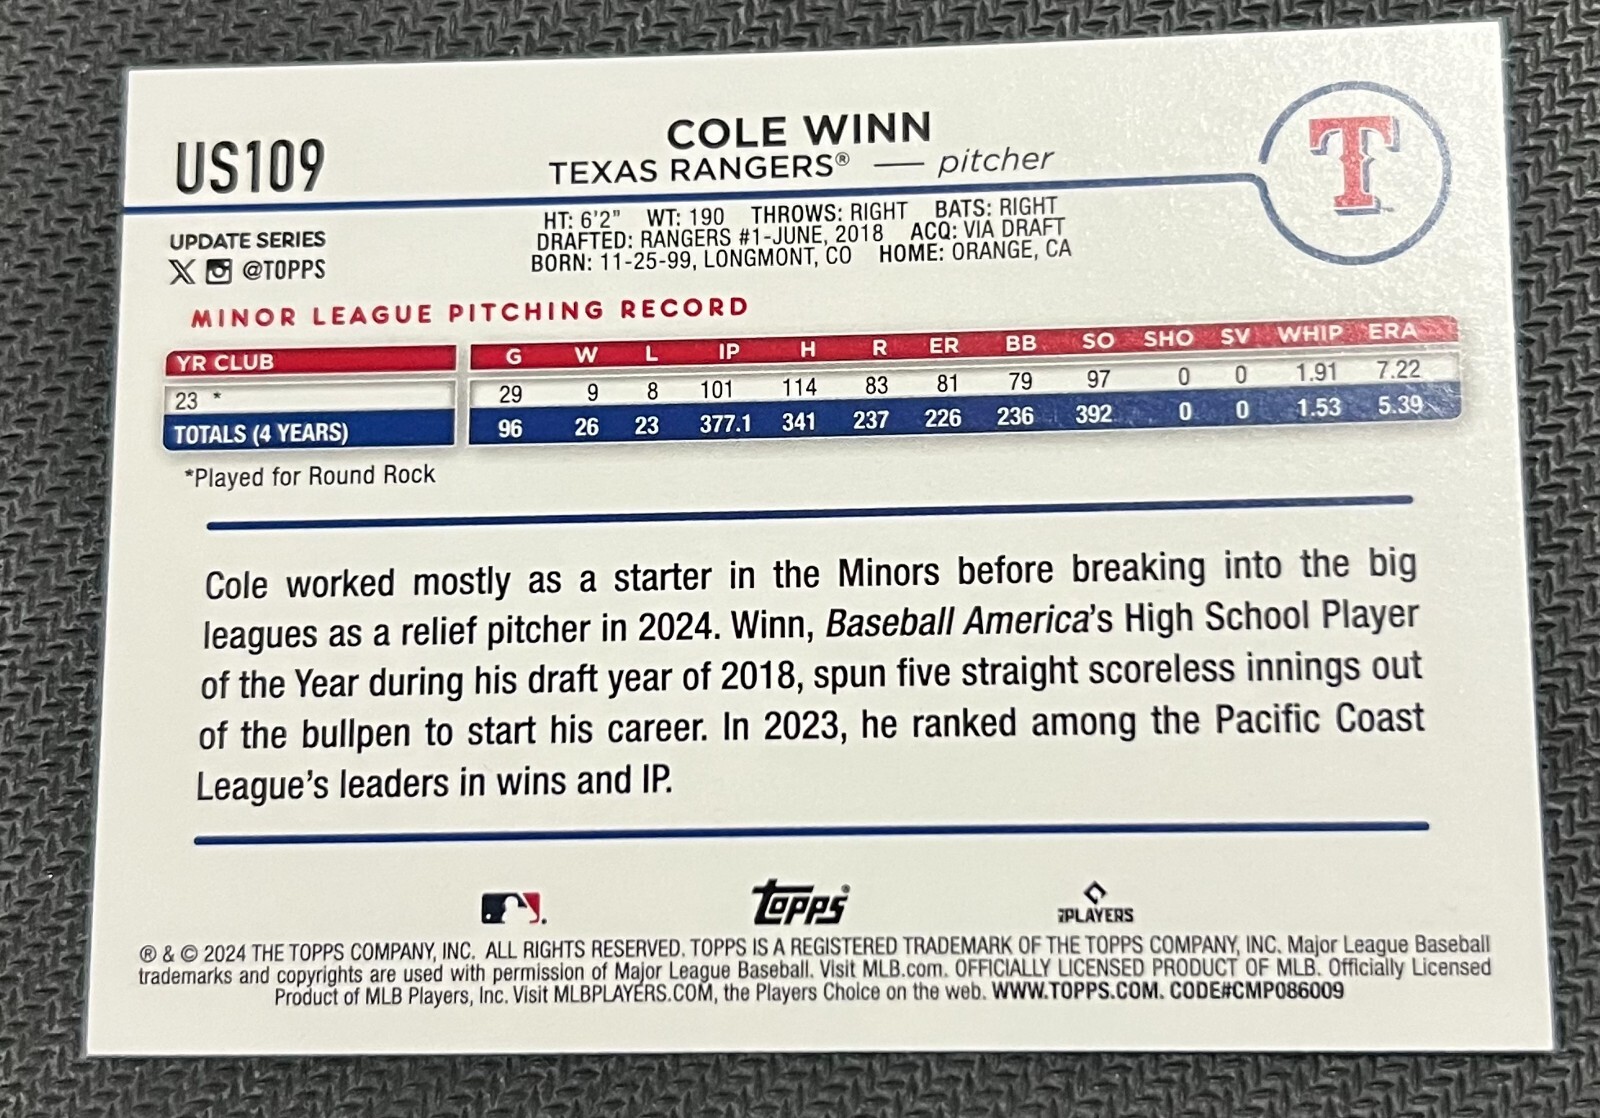 US109
COLE WINN
TEXAS RANGERS® — pitcher
T
UPDATE SERIES
X @TOPPS
HT: 6'2" WT: 190 THROWS: RIGHT BATS: RIGHT
DRAFTED: RANGERS #1-JUNE, 2018 ACQ: VIA DRAFT
BORN: 11-25-99, LONGMONT, CO HOME: ORANGE, CA
MINOR LEAGUE PITCHING RECORD
YR CLUB G W L IP H R ER BB SO SHO SV WHIP ERA
23 * 29 9 8 101 114 83 81 79 97 0 0 1.91 7.22
TOTALS (4 YEARS) 96 26 23 377.1 341 237 226 236 392 0 0 1.53 5.39
*Played for Round Rock
Cole worked mostly as a starter in the Minors before breaking into the big
leagues as a relief pitcher in 2024. Winn, Baseball America's High School Player
of the Year during his draft year of 2018, spun five straight scoreless innings out
of the bullpen to start his career. In 2023, he ranked among the Pacific Coast
League's leaders in wins and IP.
Topps®
PLAYERS
® & © 2024 THE TOPPS COMPANY, INC. ALL RIGHTS RESERVED. TOPPS IS A REGISTERED TRADEMARK OF THE TOPPS COMPANY, INC. Major League Baseball
trademarks and copyrights are used with permission of Major League Baseball. Visit MLB.com. OFFICIALLY LICENSED PRODUCT OF MLB. Officially Licensed
Product of MLB Players, Inc. Visit MLBPLAYERS.COM, the Players Choice on the web. WWW.TOPPS.COM. CODE#CMP086009